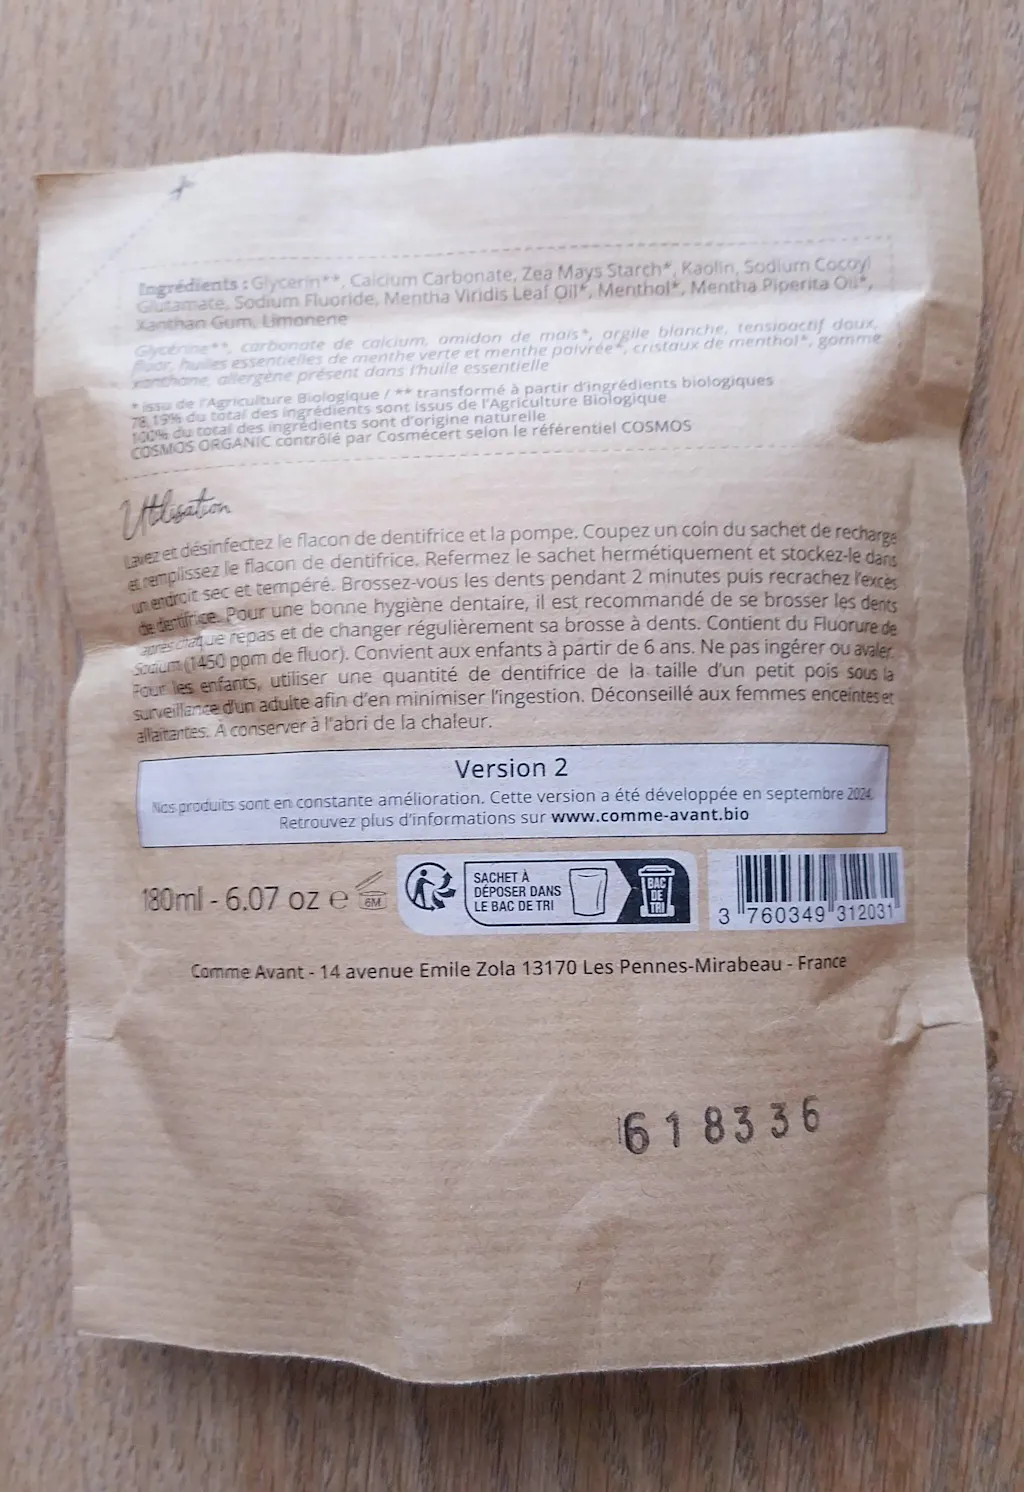 Ingrédients : Glycerin**, Calcium Carbonate, Zea Mays Starch*, Kaolin, Sodium Cocoyl
Glutamate, Sodium Fluoride, Mentha Viridis Leaf Oil*, Menthol*, Mentha Piperita Oil*,
Xanthan Gum, Limonene
Glycérine**, carbonate de calcium, amidon de maïs*, argile blanche, tensioactif doux,
fluor, huiles essentielles de menthe verte et menthe poivrée*, cristaux de menthol*, gomme
xanthane, allergène présent dans l'huile essentielle
* issu de l'Agriculture Biologique / ** transformé à partir d'ingrédients biologiques
78,19% du total des ingrédients sont issus de l'Agriculture Biologique
100% du total des ingrédients sont d'origine naturelle
COSMOS ORGANIC contrôlé par Cosmécert selon le référentiel COSMOS
Utilisation
Lavez et désinfectez le flacon de dentifrice et la pompe. Coupez un coin du sachet de recharge
et remplissez le flacon de dentifrice. Refermez le sachet hermétiquement et stockez-le dans
un endroit sec et tempéré. Brossez-vous les dents pendant 2 minutes puis recrachez l'excès
de dentifrice. Pour une bonne hygiène dentaire, il est recommandé de se brosser les dents
après chaque repas et de changer régulièrement sa brosse à dents. Contient du Fluorure de
Sodium (1450 ppm de fluor). Convient aux enfants à partir de 6 ans. Ne pas ingérer ou avaler.
Pour les enfants, utiliser une quantité de dentifrice de la taille d'un petit pois sous la
surveillance d'un adulte afin d'en minimiser l'ingestion. Déconseillé aux femmes enceintes et
allaitantes. À conserver à l'abri de la chaleur.
Version 2
Nos produits sont en constante amélioration. Cette version a été développée en septembre 2024.
Retrouvez plus d'informations sur www.comme-avant.bio
180ml - 6.07 oz e 6M
SACHET À
DÉPOSER DANS
LE BAC DE TRI
BAC
DE
TRI
3 760349 312031
Comme Avant - 14 avenue Emile Zola 13170 Les Pennes-Mirabeau - France
618336